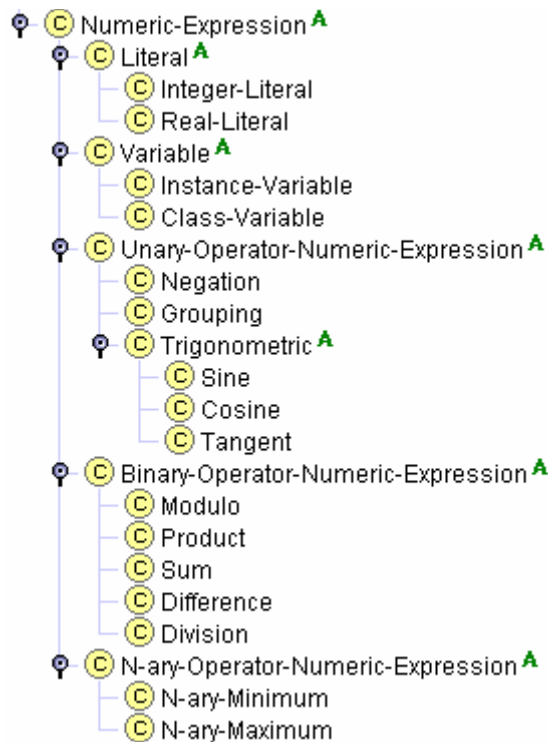 C Numeric-Expression A
C Literal A
C Integer-Literal
C Real-Literal
C Variable A
C Instance-Variable
C Class-Variable
C Unary-Operator-Numeric-Expression A
C Negation
C Grouping
C Trigonometric A
C Sine
C Cosine
C Tangent
C Binary-Operator-Numeric-Expression A
C Modulo
C Product
C Sum
C Difference
C Division
C N-ary-Operator-Numeric-Expression A
C N-ary-Minimum
C N-ary-Maximum